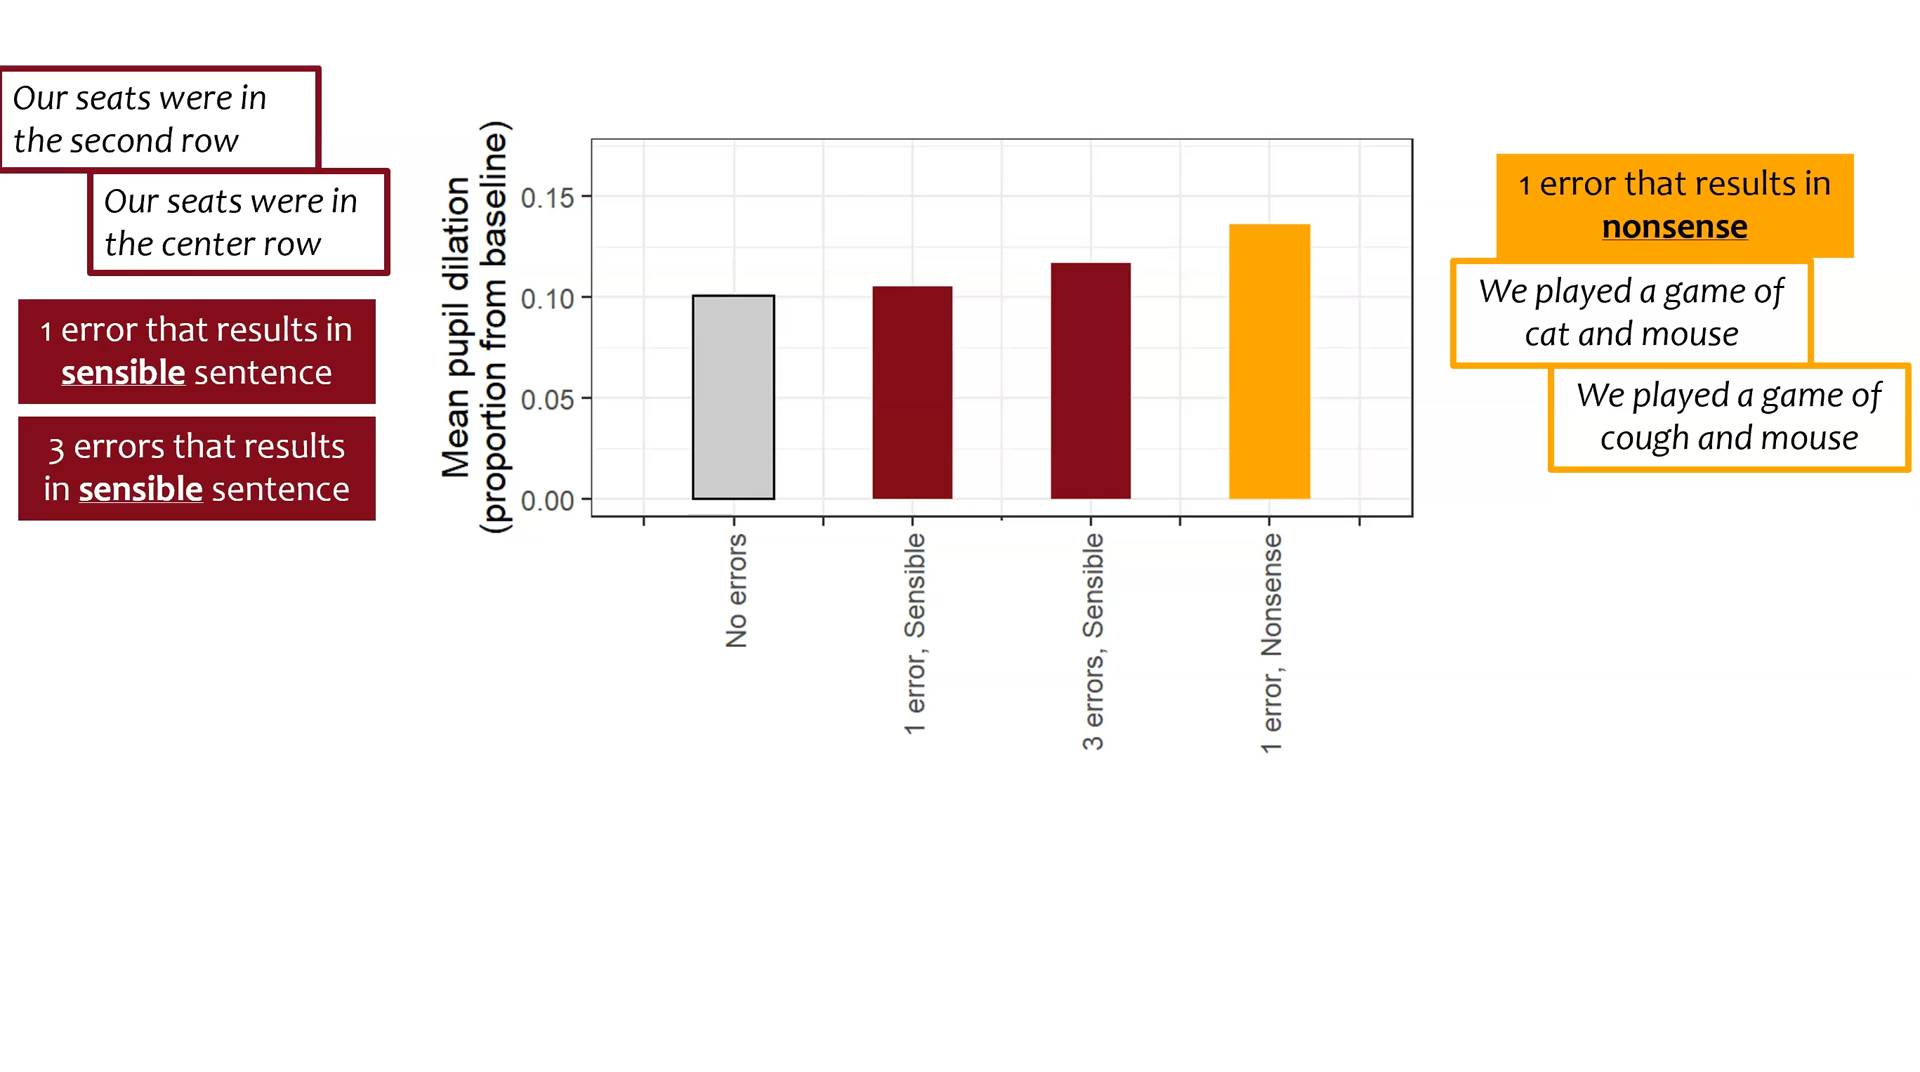 Our seats were in
the second row
Our seats were in
the center row
1 error that results in
sensible sentence
3 errors that results
in sensible sentence
Mean pupil dilation
(proportion from baseline)
0.15
0.10
0.05
0.00
No errors
1 error, Sensible
3 errors, Sensible
1 error, Nonsense
1 error that results in
nonsense
We played a game of
cat and mouse
We played a game of
cough and mouse